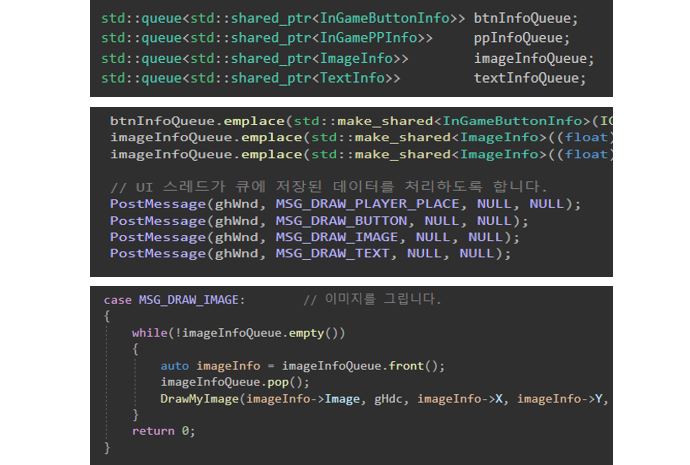 std::queue<std::shared_ptr<InGameButtonInfo>> btnInfoQueue;
std::queue<std::shared_ptr<InGamePPInfo>> ppInfoQueue;
std::queue<std::shared_ptr<ImageInfo>> imageInfoQueue;
std::queue<std::shared_ptr<TextInfo>> textInfoQueue;
btnInfoQueue.emplace(std::make_shared<InGameButtonInfo>(
imageInfoQueue.emplace(std::make_shared<ImageInfo>((float)
imageInfoQueue.emplace(std::make_shared<ImageInfo>((float)
// UI 스레드가 큐에 저장된 데이터를 처리하도록 합니다.
PostMessage(ghWnd, MSG_DRAW_PLAYER_PLACE, NULL, NULL);
PostMessage(ghWnd, MSG_DRAW_BUTTON, NULL, NULL);
PostMessage(ghWnd, MSG_DRAW_IMAGE, NULL, NULL);
PostMessage(ghWnd, MSG_DRAW_TEXT, NULL, NULL);
case MSG_DRAW_IMAGE: // 이미지를 그립니다.
{
while(!imageInfoQueue.empty())
{
auto imageInfo = imageInfoQueue.front();
imageInfoQueue.pop();
DrawMyImage(imageInfo->Image, gHdc, imageInfo->X, imageInfo->Y,
}
return 0;
}